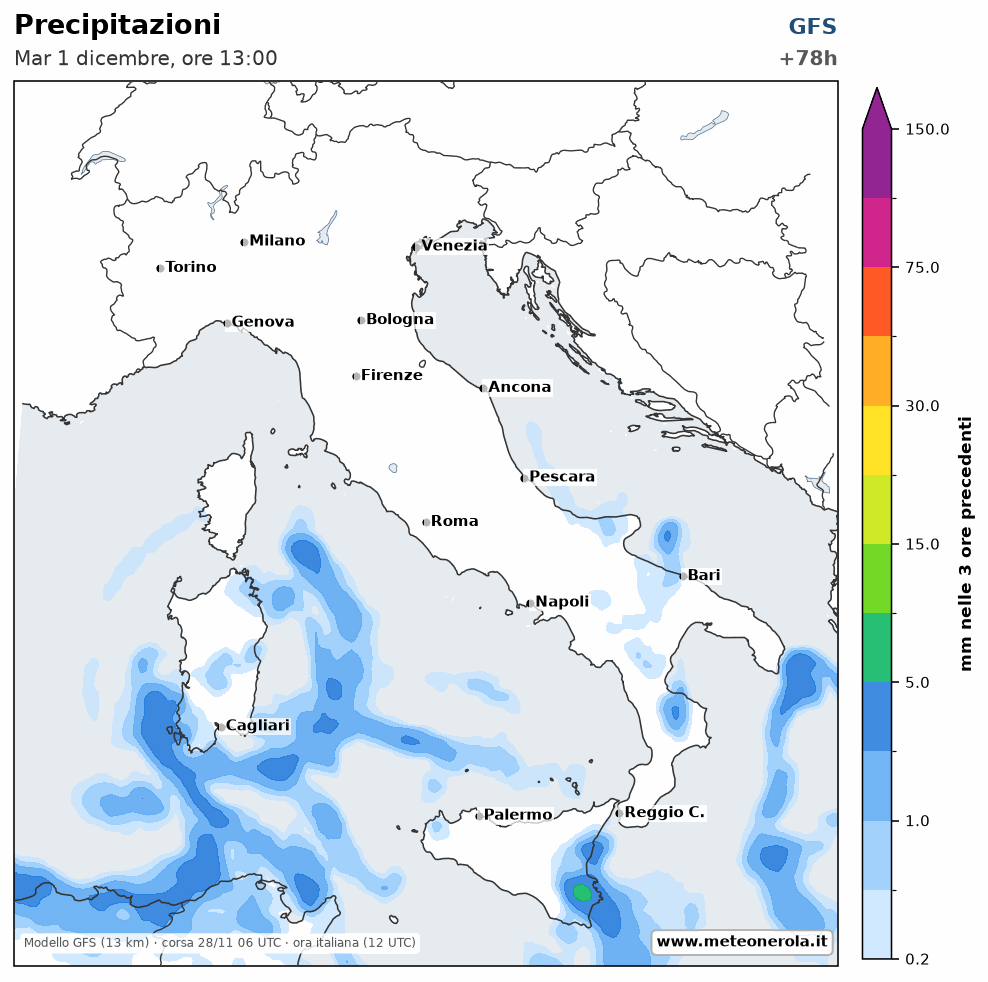 Precipitazioni
GFS
Mar 1 dicembre, ore 13:00
+78h
150.0
75.0
30.0
15.0
5.0
1.0
0.2
mm nelle 3 ore precedenti
Milano
Venezia
Torino
Genova
Bologna
Firenze
Ancona
Pescara
Roma
Bari
Napoli
Cagliari
Palermo
Reggio C.
Modello GFS (13 km) · corsa 28/11 06 UTC · ora italiana (12 UTC)
www.meteonerola.it